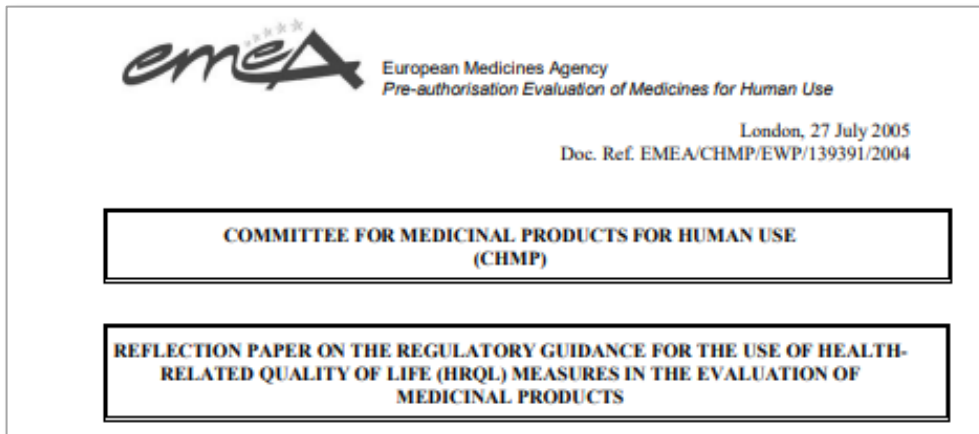 emeA
European Medicines Agency
Pre-authorisation Evaluation of Medicines for Human Use
London, 27 July 2005
Doc. Ref. EMEA/CHMP/EWP/139391/2004
COMMITTEE FOR MEDICINAL PRODUCTS FOR HUMAN USE
(CHMP)
REFLECTION PAPER ON THE REGULATORY GUIDANCE FOR THE USE OF HEALTH-
RELATED QUALITY OF LIFE (HRQL) MEASURES IN THE EVALUATION OF
MEDICINAL PRODUCTS